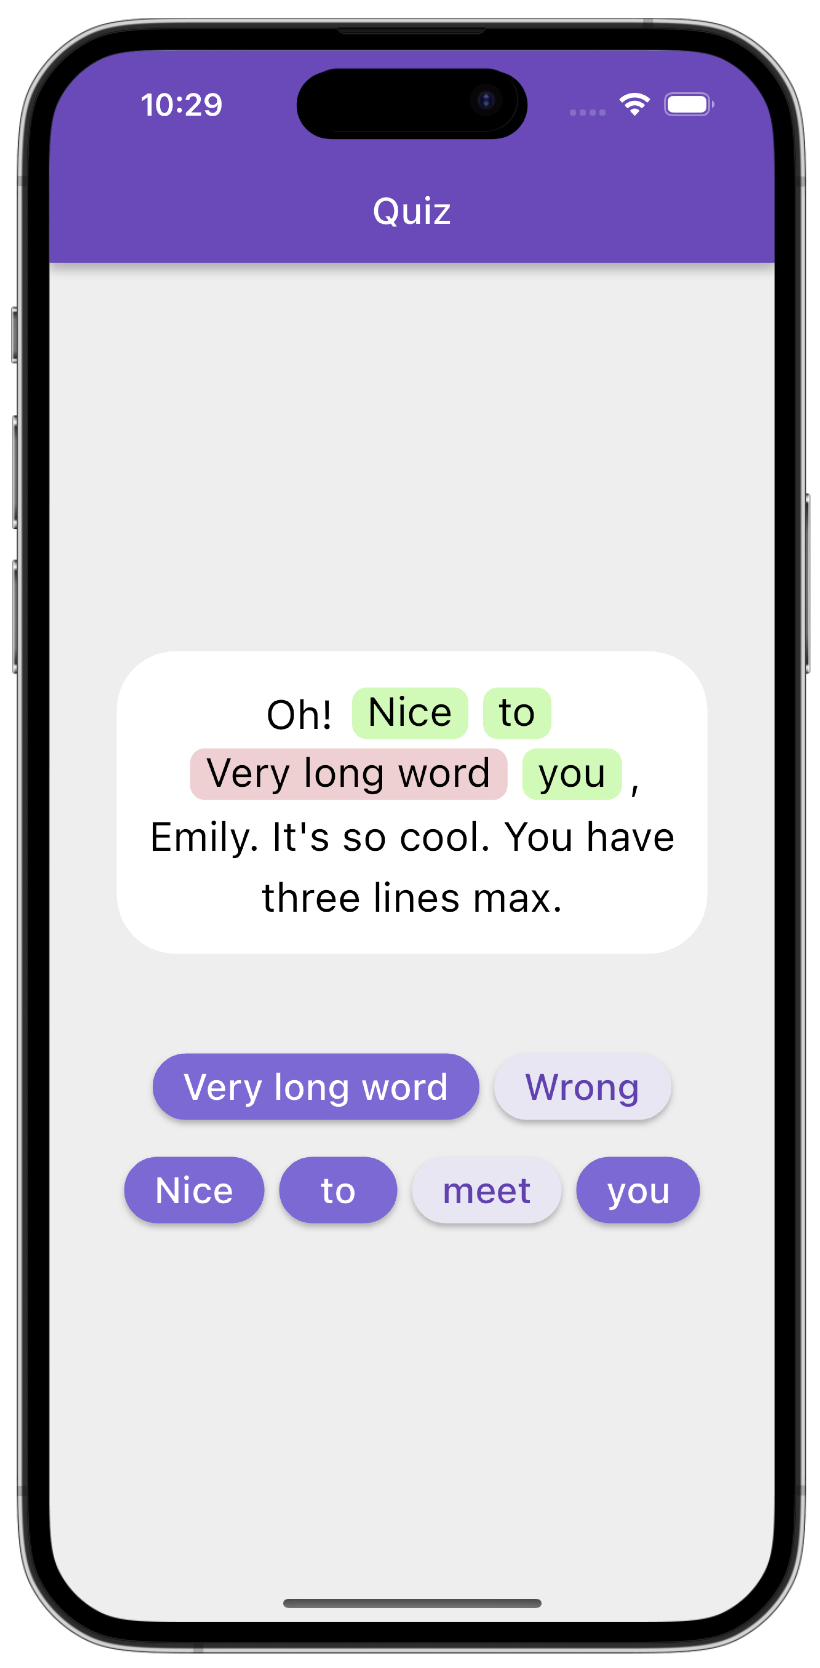 10:29
Quiz
Oh! Nice to
Very long word you ,
Emily. It's so cool. You have
three lines max.
Very long word Wrong
Nice to meet you